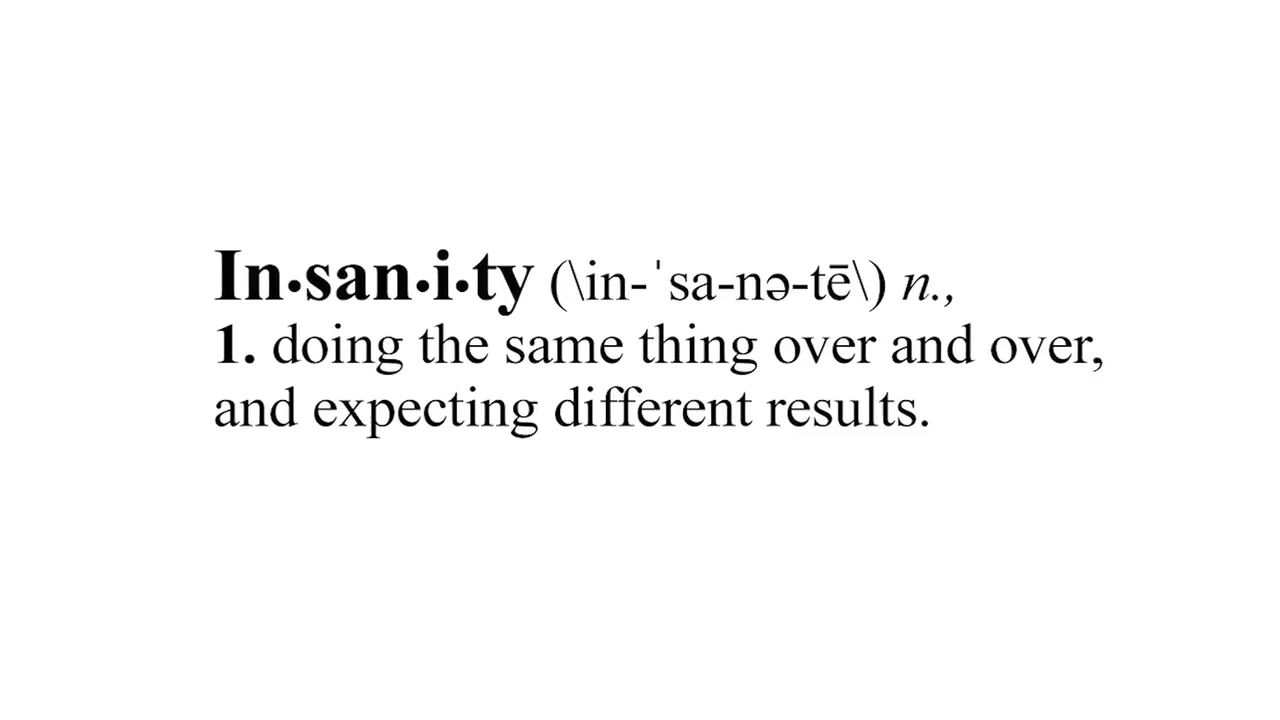 In•san•i•ty (\in-ˈsa-nə-tē\) n.,
1. doing the same thing over and over,
and expecting different results.